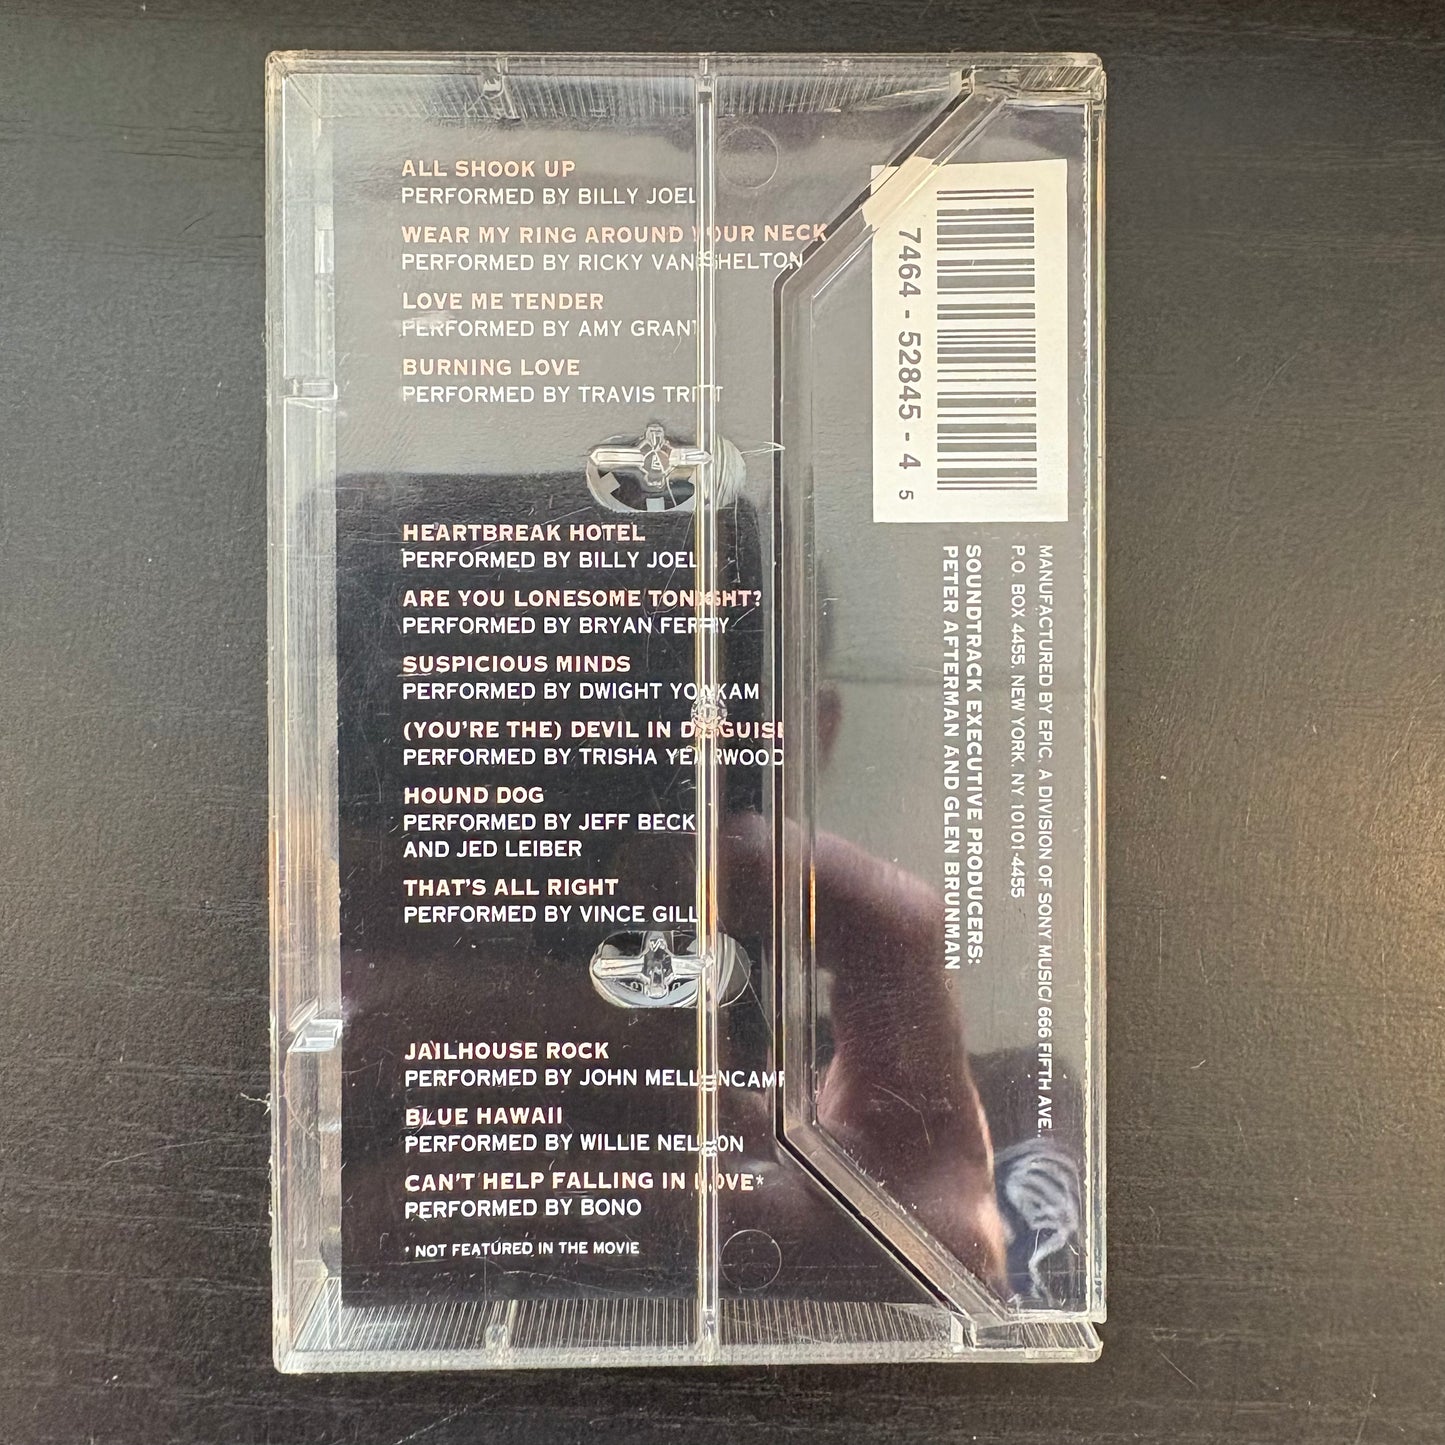 ALL SHOOK UP
PERFORMED BY BILLY JOEL
WEAR MY RING AROUND YOUR NECK
PERFORMED BY RICKY VAN SHELTON
LOVE ME TENDER
PERFORMED BY AMY GRANT
BURNING LOVE
PERFORMED BY TRAVIS TRITT
HEARTBREAK HOTEL
PERFORMED BY BILLY JOEL
ARE YOU LONESOME TONIGHT?
PERFORMED BY BRYAN FERRY
SUSPICIOUS MINDS
PERFORMED BY DWIGHT YOAKAM
(YOU'RE THE) DEVIL IN DISGUISE
PERFORMED BY TRISHA YEARWOOD
HOUND DOG
PERFORMED BY JEFF BECK
AND JED LEIBER
THAT'S ALL RIGHT
PERFORMED BY VINCE GILL
JAILHOUSE ROCK
PERFORMED BY JOHN MELLENCAMP
BLUE HAWAII
PERFORMED BY WILLIE NELSON
CAN'T HELP FALLING IN LOVE*
PERFORMED BY BONO
* NOT FEATURED IN THE MOVIE
7464-52845-4 5
MANUFACTURED BY EPIC, A DIVISION OF SONY MUSIC/ 666 FIFTH AVE.,
P.O. BOX 4455, NEW YORK, NY 10101-4455
SOUNDTRACK EXECUTIVE PRODUCERS:
PETER AFTERMAN AND GLEN BRUNMAN